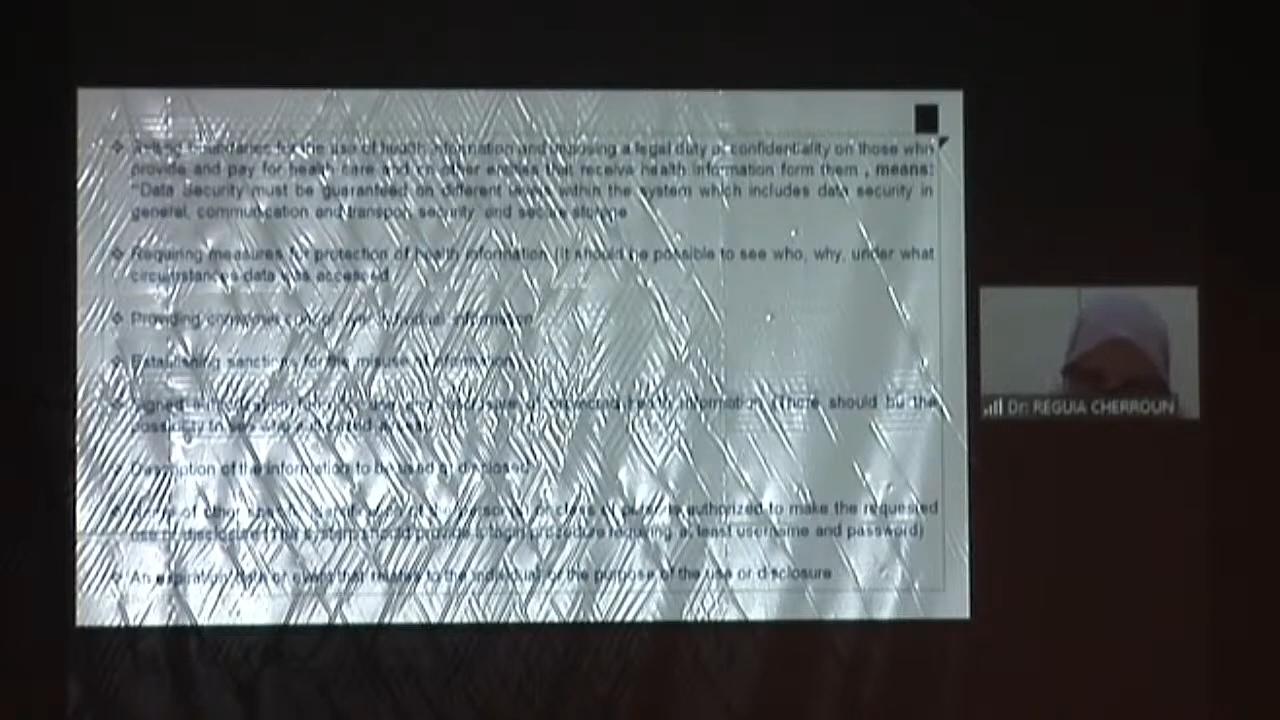 for the use of health information and imposing a legal duty of confidentiality on those who
provide and pay for health care and on other entities that receive health information form them , means:
"Data Security must be guaranteed on different levels within the system which includes data security in
general, communication and transport security and secure storage
❖ Requiring measures for protection of health information (It should be possible to see who, why, under what
circumstances data was accessed
❖ Providing consumer control over individual information
❖ Establishing sanctions for the misuse of information
❖ Signed authorization for the use and disclosure of protected health information (There should be the
possibility to see who
❖ Description of the information to be used or disclosed
of other specific identification of the person or class of persons authorized to make the requested
use or disclosure (The system should provide a login procedure requiring at least username and password)
❖ An expiration date or event that relates to the individual or the purpose of the use or disclosure
Dr. REGUIA CHERROUN